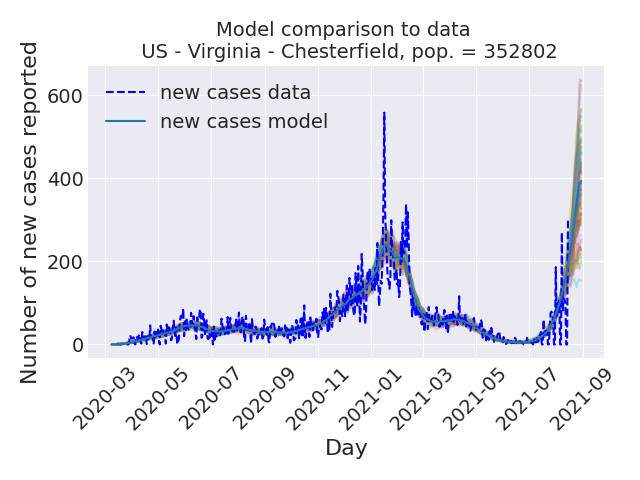 Model comparison to data
US - Virginia - Chesterfield, pop. = 352802
Number of new cases reported
600
400
200
0
new cases data
new cases model
2020-03
2020-05
2020-07
2020-09
2020-11
2021-01
2021-03
2021-05
2021-07
2021-09
Day